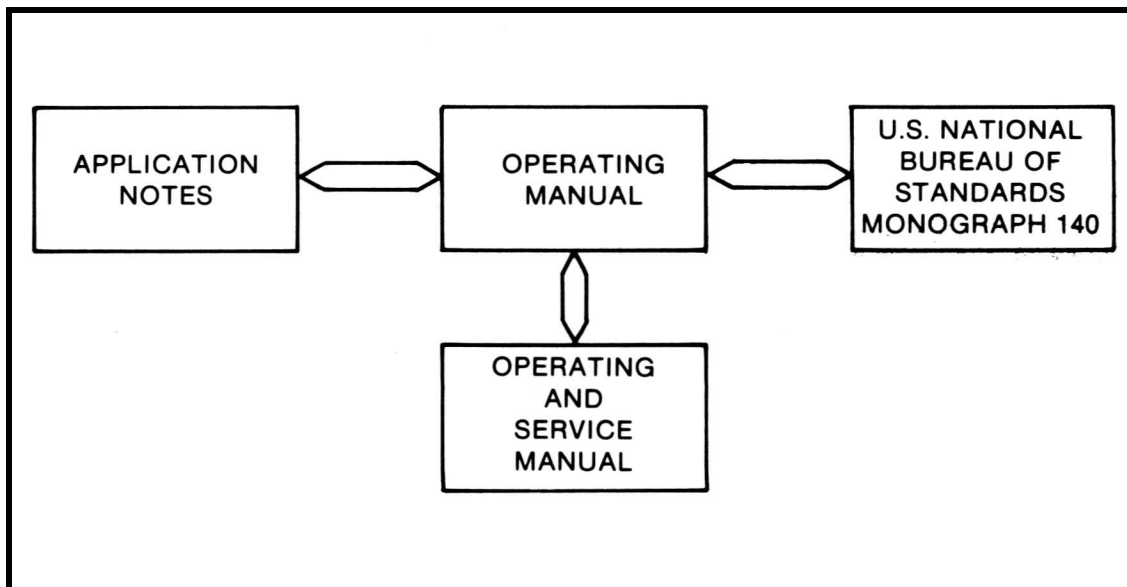 APPLICATION
NOTES
OPERATING
MANUAL
U.S. NATIONAL
BUREAU OF
STANDARDS
MONOGRAPH 140
OPERATING
AND
SERVICE
MANUAL